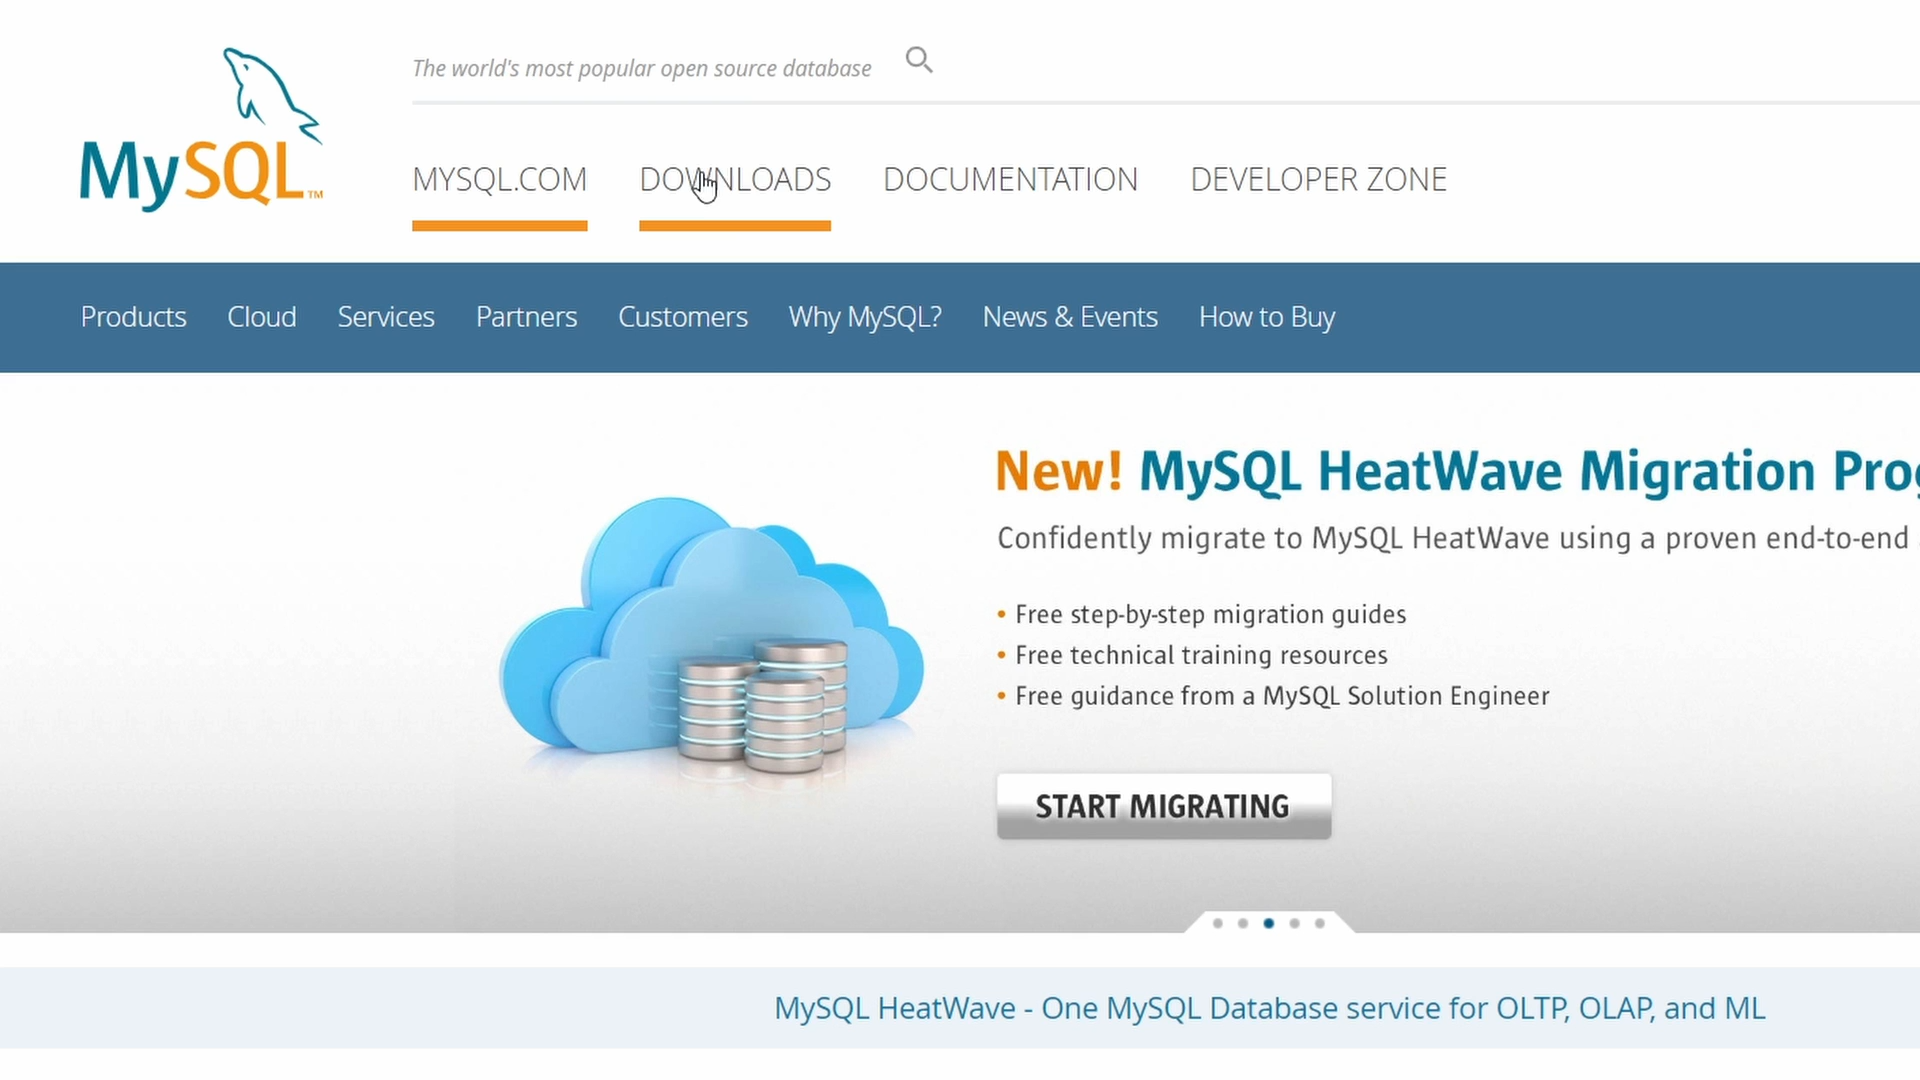 The world's most popular open source database
MySQL™
MYSQL.COM DOWNLOADS DOCUMENTATION DEVELOPER ZONE
Products Cloud Services Partners Customers Why MySQL? News & Events How to Buy
New! MySQL HeatWave Migration
Confidently migrate to MySQL HeatWave using a proven end-to-end
• Free step-by-step migration guides
• Free technical training resources
• Free guidance from a MySQL Solution Engineer
START MIGRATING
MySQL HeatWave - One MySQL Database service for OLTP, OLAP, and ML